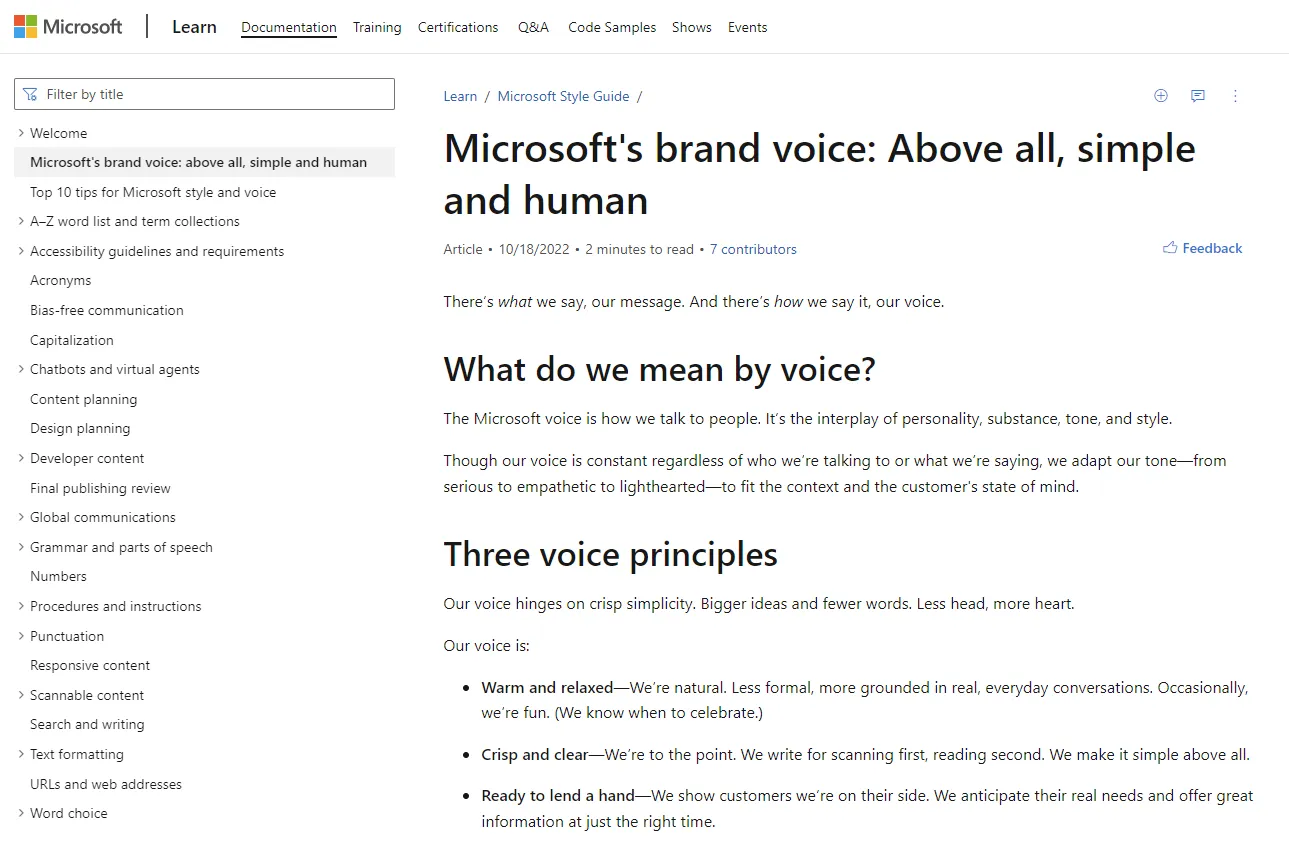 Microsoft | Learn Documentation Training Certifications Q&A Code Samples Shows Events
Filter by title
Welcome
Microsoft's brand voice: above all, simple and human
Top 10 tips for Microsoft style and voice
A–Z word list and term collections
Accessibility guidelines and requirements
Acronyms
Bias-free communication
Capitalization
Chatbots and virtual agents
Content planning
Design planning
Developer content
Final publishing review
Global communications
Grammar and parts of speech
Numbers
Procedures and instructions
Punctuation
Responsive content
Scannable content
Search and writing
Text formatting
URLs and web addresses
Word choice
Learn / Microsoft Style Guide /
Microsoft's brand voice: Above all, simple
and human
Article • 10/18/2022 • 2 minutes to read • 7 contributors
Feedback
There’s what we say, our message. And there’s how we say it, our voice.
What do we mean by voice?
The Microsoft voice is how we talk to people. It’s the interplay of personality, substance, tone, and style.
Though our voice is constant regardless of who we’re talking to or what we’re saying, we adapt our tone—from
serious to empathetic to lighthearted—to fit the context and the customer’s state of mind.
Three voice principles
Our voice hinges on crisp simplicity. Bigger ideas and fewer words. Less head, more heart.
Our voice is:
• Warm and relaxed—We’re natural. Less formal, more grounded in real, everyday conversations. Occasionally,
we’re fun. (We know when to celebrate.)
• Crisp and clear—We’re to the point. We write for scanning first, reading second. We make it simple above all.
• Ready to lend a hand—We show customers we’re on their side. We anticipate their real needs and offer great
information at just the right time.